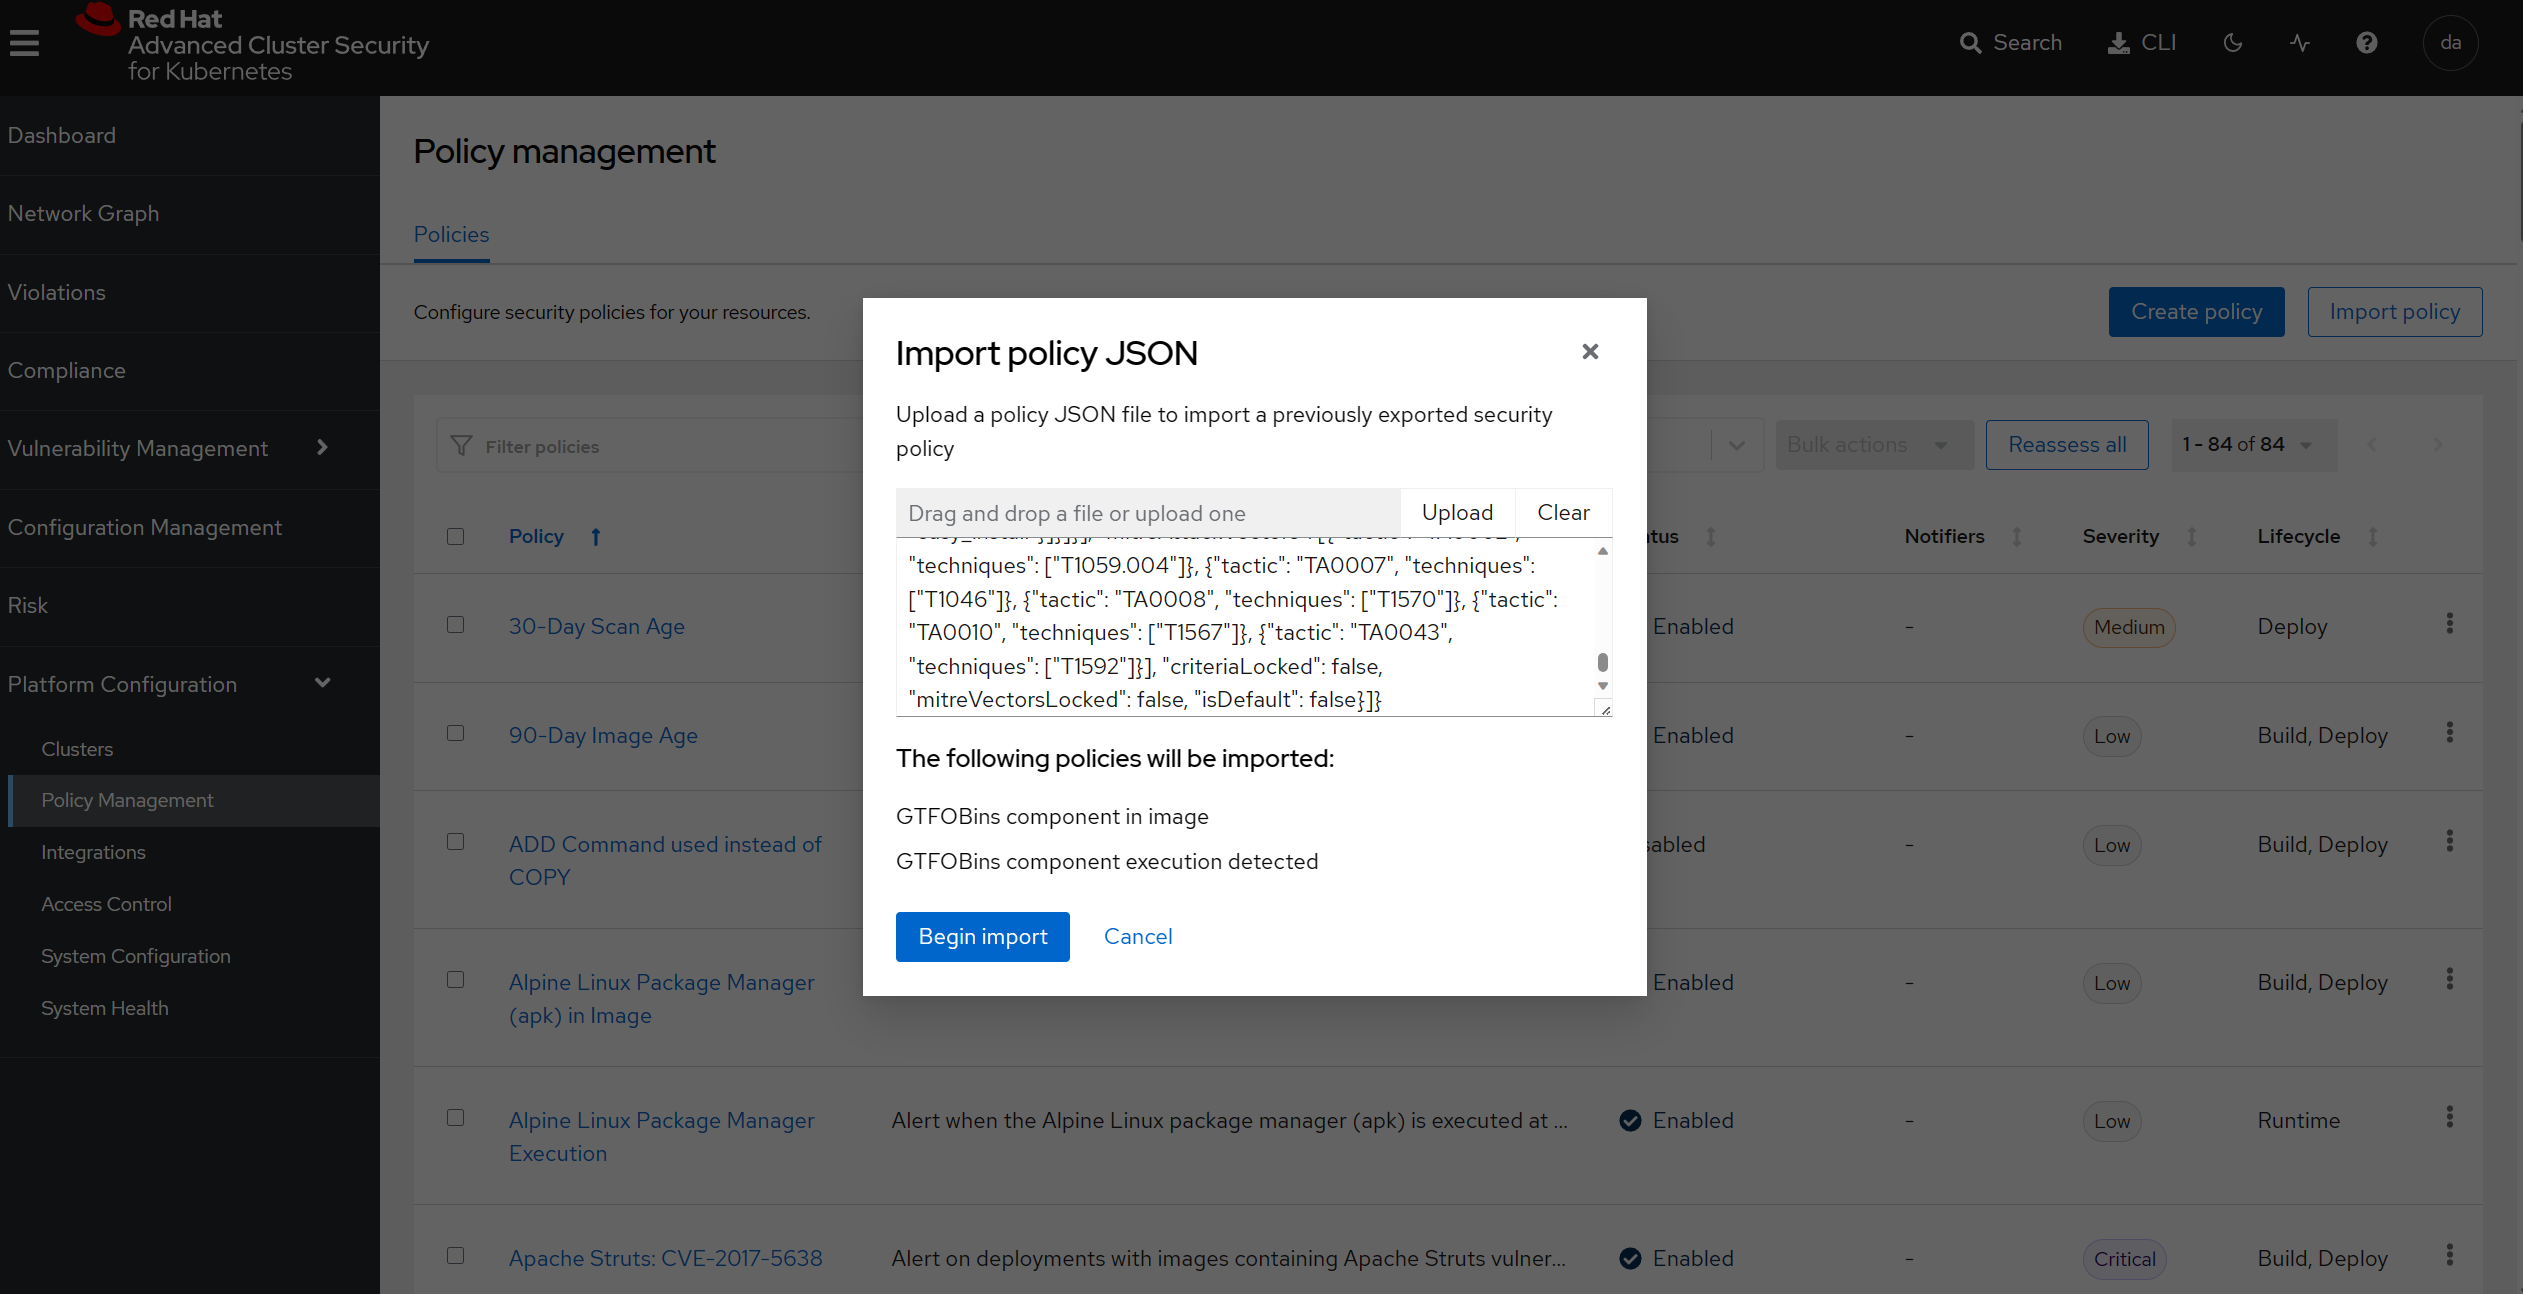 Red Hat
Advanced Cluster Security
for Kubernetes
Search
CLI
da
Dashboard
Network Graph
Violations
Compliance
Vulnerability Management
Configuration Management
Risk
Platform Configuration
Clusters
Policy Management
Integrations
Access Control
System Configuration
System Health
Policy management
Policies
Configure security policies for your resources.
Create policy
Import policy
Filter policies
Bulk actions
Reassess all
1 - 84 of 84
Policy
Notifiers
Severity
Lifecycle
30-Day Scan Age
Enabled
-
Medium
Deploy
90-Day Image Age
Enabled
-
Low
Build, Deploy
ADD Command used instead of
COPY
-
Low
Build, Deploy
Alpine Linux Package Manager
(apk) in Image
Enabled
-
Low
Build, Deploy
Alpine Linux Package Manager
Execution
Alert when the Alpine Linux package manager (apk) is executed at ...
Enabled
-
Low
Runtime
Apache Struts: CVE-2017-5638
Alert on deployments with images containing Apache Struts vulner...
Enabled
-
Critical
Build, Deploy
Import policy JSON
Upload a policy JSON file to import a previously exported security
policy
Drag and drop a file or upload one
Upload
Clear
"techniques": ["T1059.004"]}, {"tactic": "TA0007", "techniques":
["T1046"]}, {"tactic": "TA0008", "techniques": ["T1570"]}, {"tactic":
"TA0010", "techniques": ["T1567"]}, {"tactic": "TA0043",
"techniques": ["T1592"]}], "criteriaLocked": false,
"mitreVectorsLocked": false, "isDefault": false}]}
The following policies will be imported:
GTFOBins component in image
GTFOBins component execution detected
Begin import
Cancel